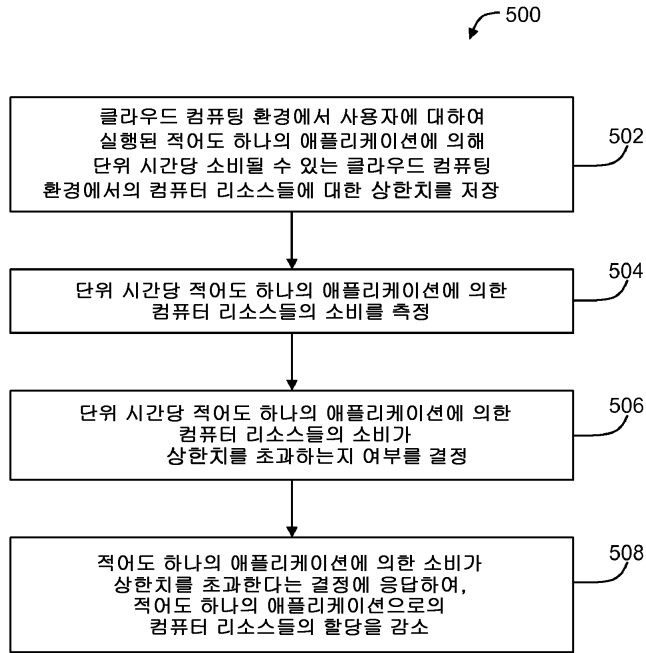 500
클라우드 컴퓨팅 환경에서 사용자에 대하여
실행된 적어도 하나의 애플리케이션에 의해
단위 시간당 소비될 수 있는 클라우드 컴퓨팅
환경에서의 컴퓨터 리소스들에 대한 상한치를 저장
502
단위 시간당 적어도 하나의 애플리케이션에 의한
컴퓨터 리소스들의 소비를 측정
504
단위 시간당 적어도 하나의 애플리케이션에 의한
컴퓨터 리소스들의 소비가
상한치를 초과하는지 여부를 결정
506
적어도 하나의 애플리케이션에 의한 소비가
상한치를 초과한다는 결정에 응답하여,
적어도 하나의 애플리케이션으로의
컴퓨터 리소스들의 할당을 감소
508